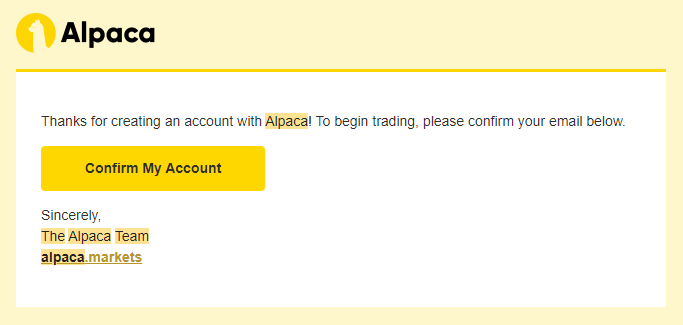 Alpaca
Thanks for creating an account with Alpaca! To begin trading, please confirm your email below.
Confirm My Account
Sincerely,
The Alpaca Team
alpaca.markets